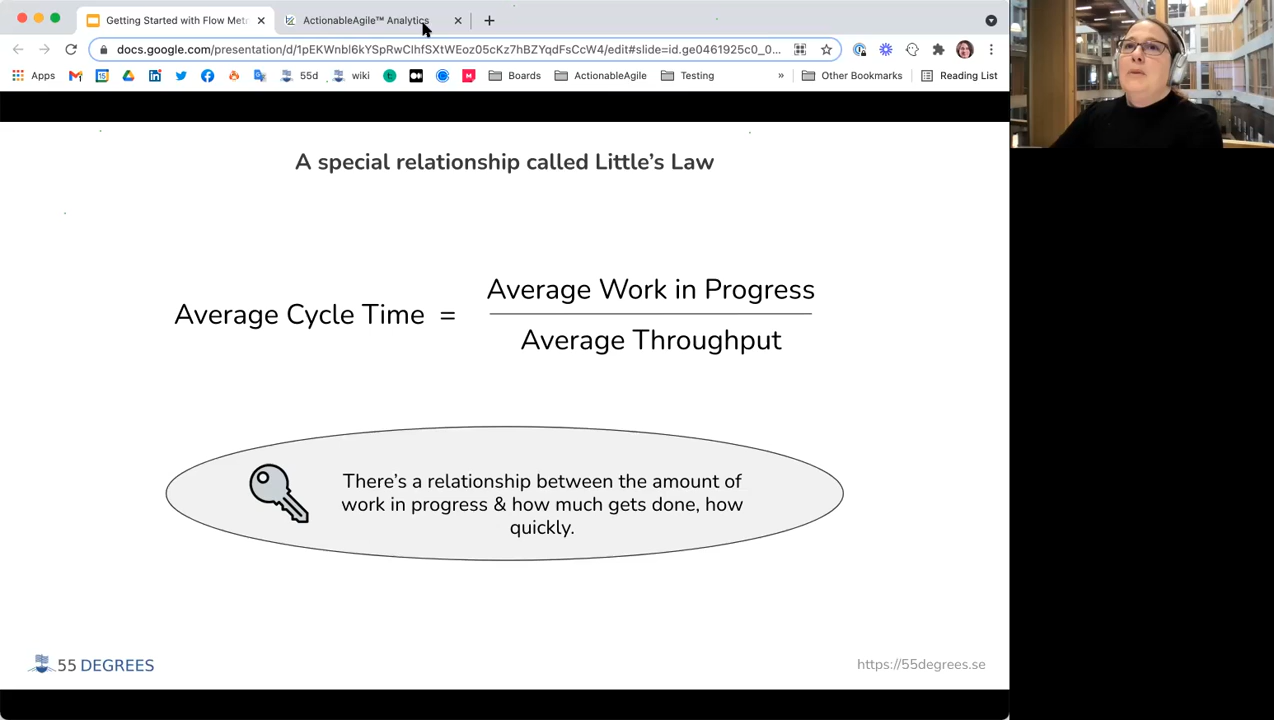 Getting Started with Flow Metr
ActionableAgile™ Analytics
docs.google.com/presentation/d/1pEKWnbl6kYSpRwClhfSXtWEoz05cKz7hBZYqdFsCcW4/edit#slide=id.ge0461925c0_0...
Apps
55d
wiki
Boards
ActionableAgile
Testing
»
Other Bookmarks
Reading List
A special relationship called Little's Law
Average Cycle Time = Average Work in Progress
Average Throughput
There's a relationship between the amount of
work in progress & how much gets done, how
quickly.
55 DEGREES
https://55degrees.se